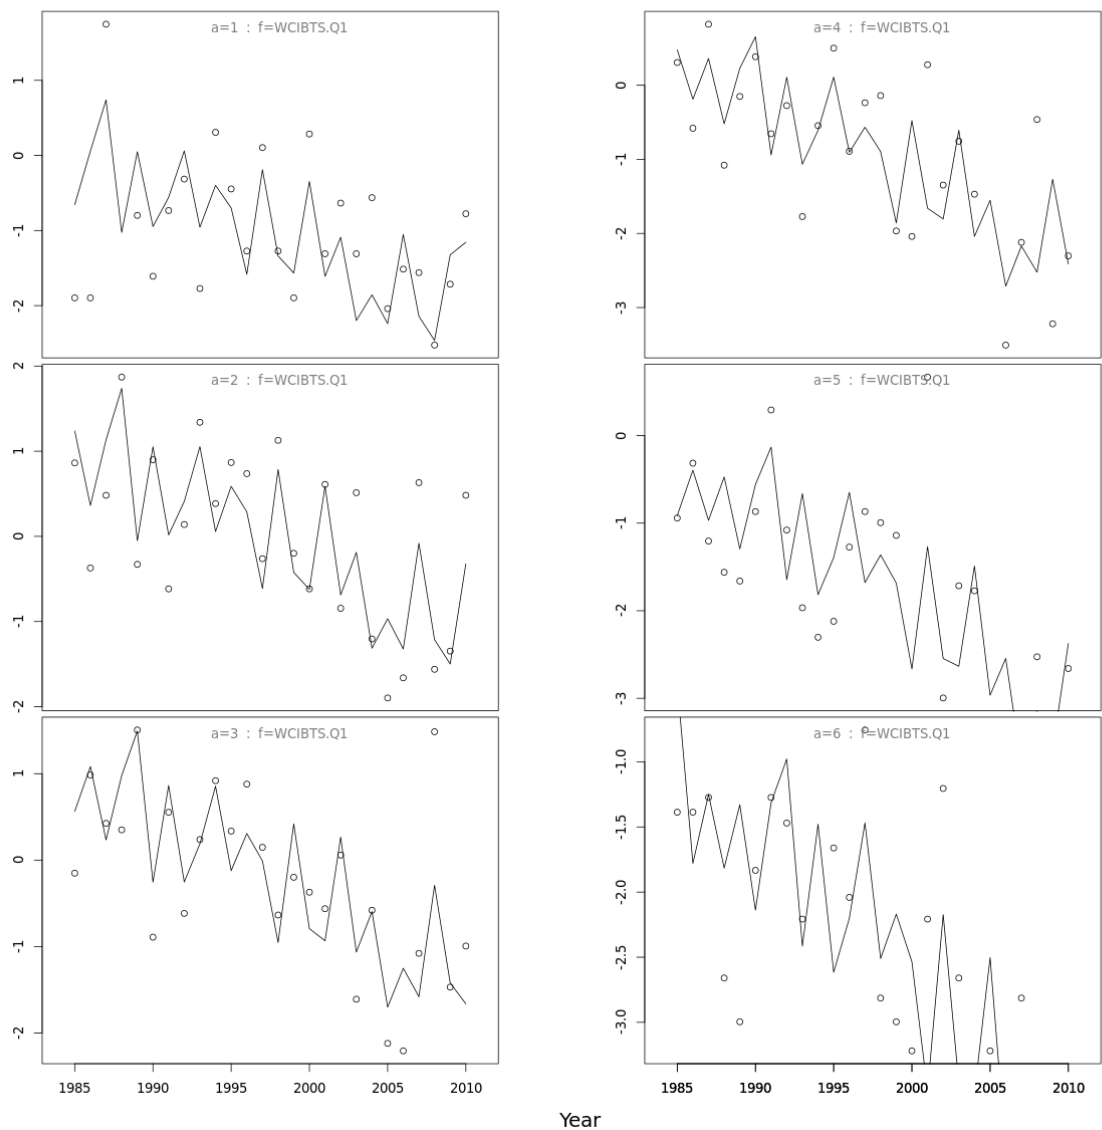 a=1 : f=WCIBTS.Q1
1
0
-1
-2
a=4 : f=WCIBTS.Q1
0
-1
-2
-3
a=2 : f=WCIBTS.Q1
2
1
0
-1
-2
a=5 : f=WCIBTS.Q1
0
-1
-2
-3
a=3 : f=WCIBTS.Q1
1
0
-1
-2
1985 1990 1995 2000 2005 2010
a=6 : f=WCIBTS.Q1
-1.0
-1.5
-2.0
-2.5
-3.0
1985 1990 1995 2000 2005 2010
Year